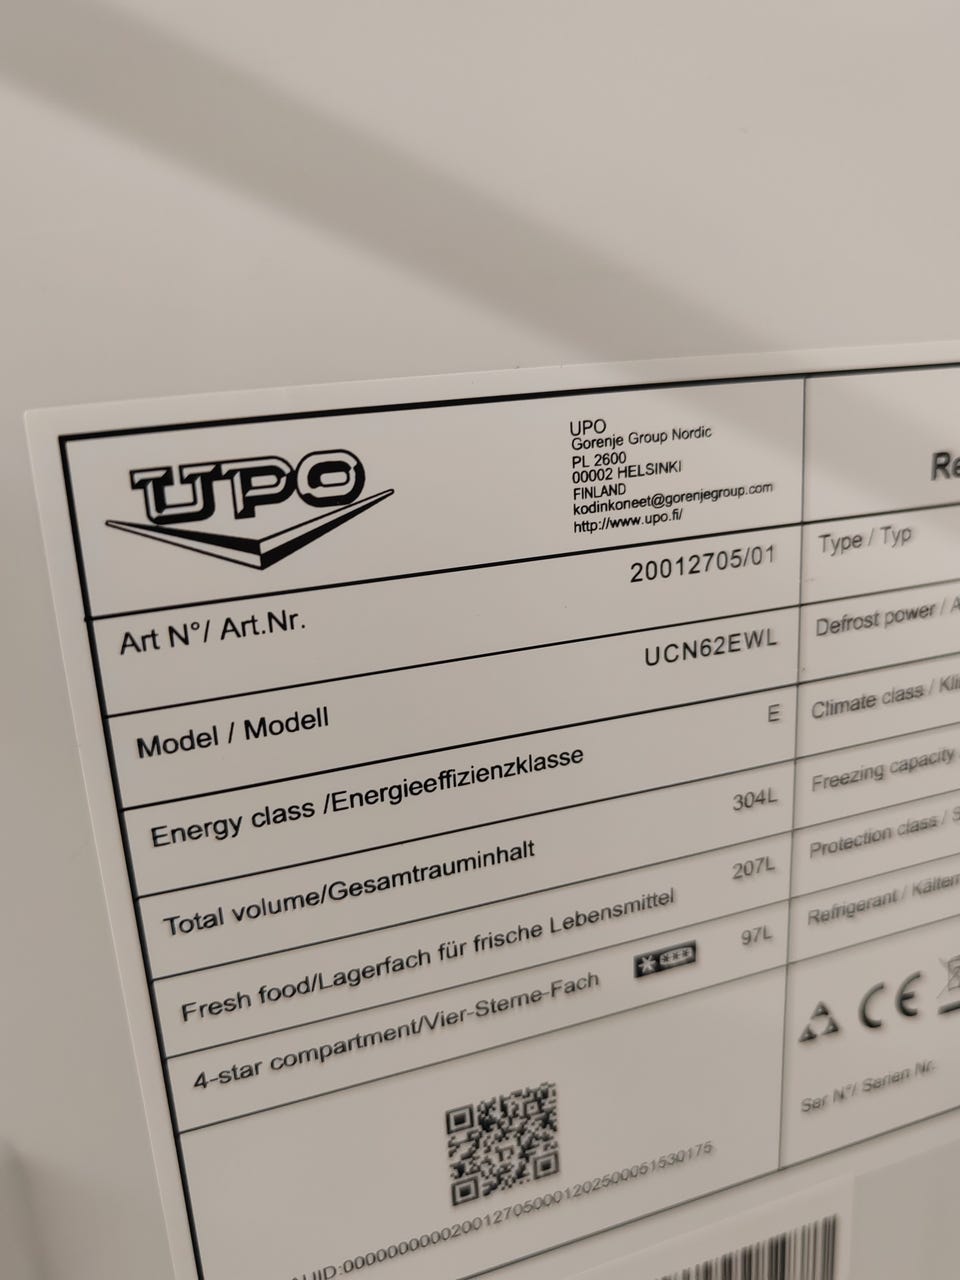 UPO
UPO
Gorenje Group Nordic
PL 2600
00002 HELSINKI
FINLAND
kodinkoneet@gorenjegroup.com
http://www.upo.fi/
Art N°/ Art.Nr. 20012705/01
Model / Modell UCN62EWL
Energy class /Energieeffizienzklasse E
Total volume/Gesamtrauminhalt 304L
Fresh food/Lagerfach für frische Lebensmittel 207L
4-star compartment/Vier-Sterne-Fach 97L
Type / Typ
Defrost power /
Climate class /
Freezing capacity
Protection class /
Refrigerant /
CE
Ser N°/ Serien Nr.